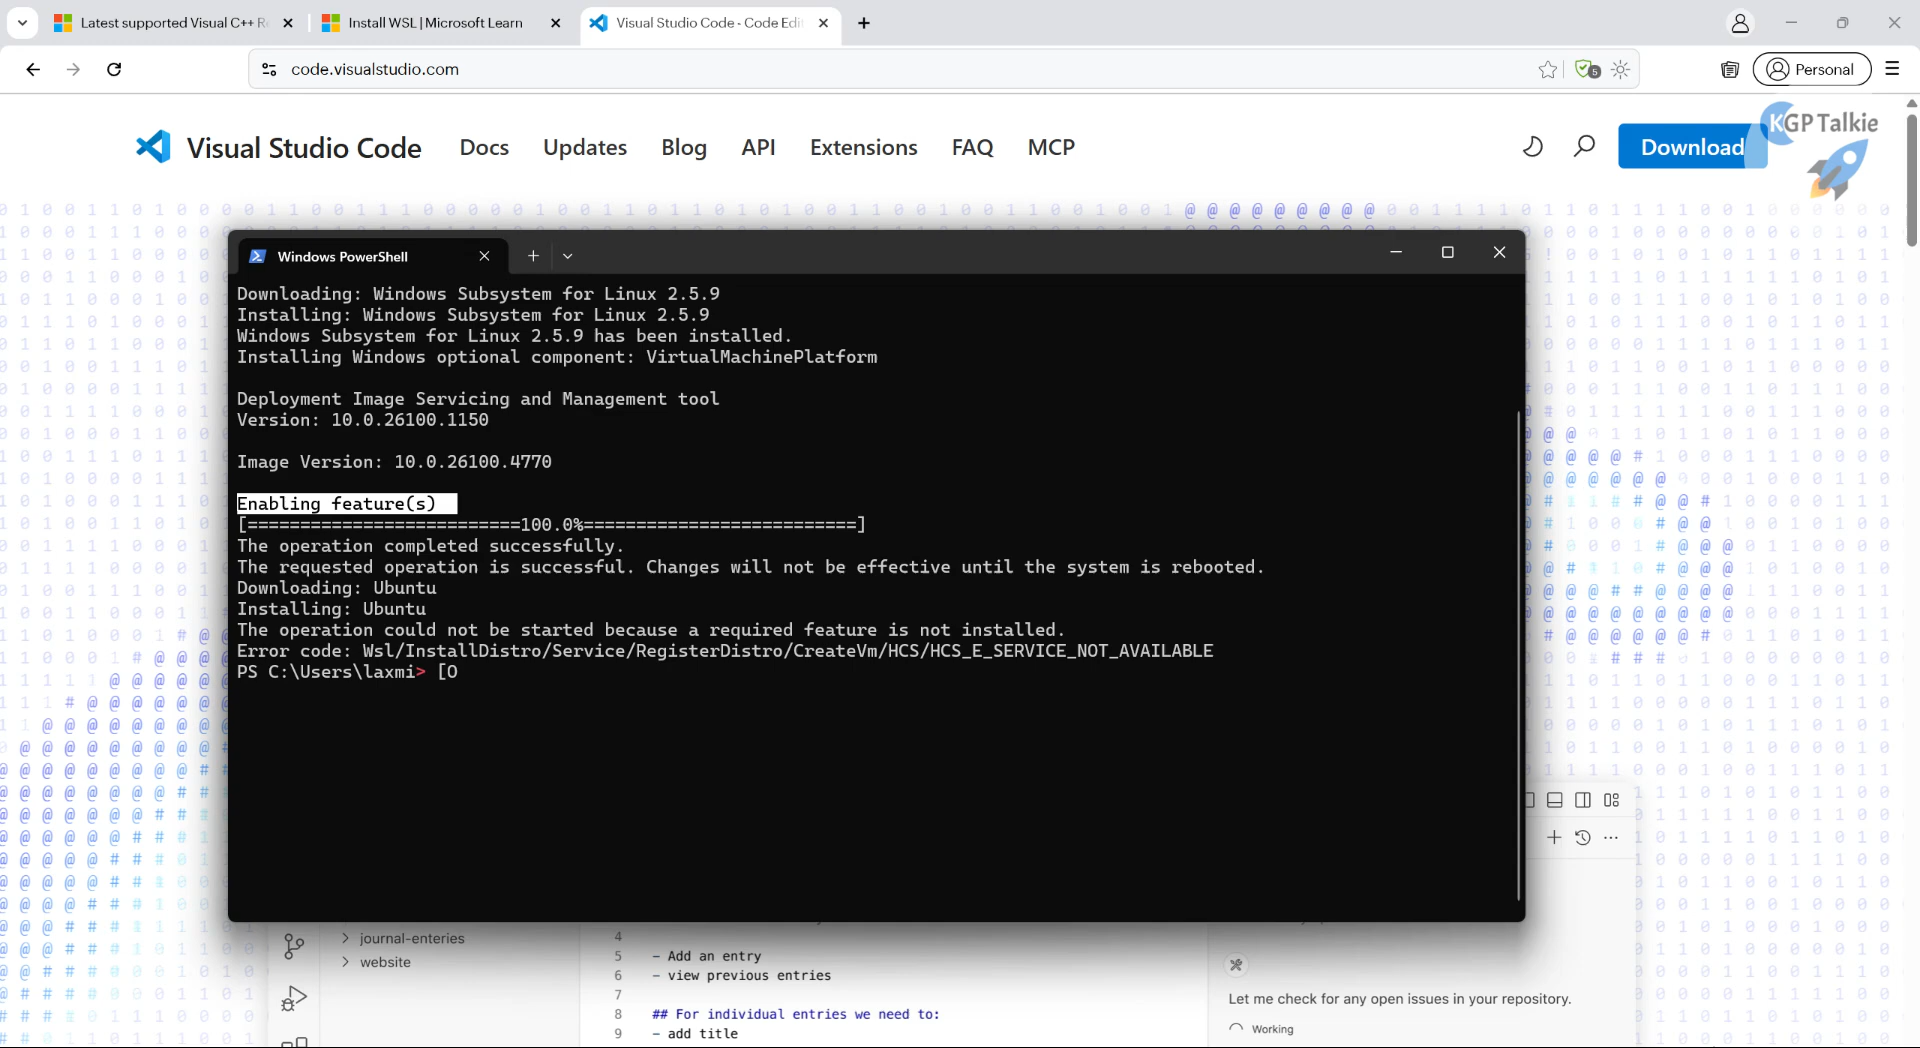 Latest supported Visual C++ Re
Install WSL | Microsoft Learn
Visual Studio Code - Code Edi
code.visualstudio.com
5
Personal
KGP Talkie
Visual Studio Code
Docs
Updates
Blog
API
Extensions
FAQ
MCP
Download
Windows PowerShell
Downloading: Windows Subsystem for Linux 2.5.9
Installing: Windows Subsystem for Linux 2.5.9
Windows Subsystem for Linux 2.5.9 has been installed.
Installing Windows optional component: VirtualMachinePlatform
Deployment Image Servicing and Management tool
Version: 10.0.26100.1150
Image Version: 10.0.26100.4770
Enabling feature(s)
[==========================100.0%==========================]
The operation completed successfully.
The requested operation is successful. Changes will not be effective until the system is rebooted.
Downloading: Ubuntu
Installing: Ubuntu
The operation could not be started because a required feature is not installed.
Error code: Wsl/InstallDistro/Service/RegisterDistro/CreateVm/HCS/HCS_E_SERVICE_NOT_AVAILABLE
PS C:\Users\laxmi> [O
journal-enteries
website
4
5 - Add an entry
6 - view previous entries
7
8 ## For individual entries we need to:
9 - add title
Let me check for any open issues in your repository.
Working